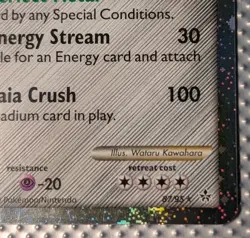 d by any Special Conditions.
nergy Stream 30
le for an Energy card and attach
aia Crush 100
adium card in play.
Illus. Wataru Kawahara
resistance retreat cost
-20
Pokémon/Nintendo